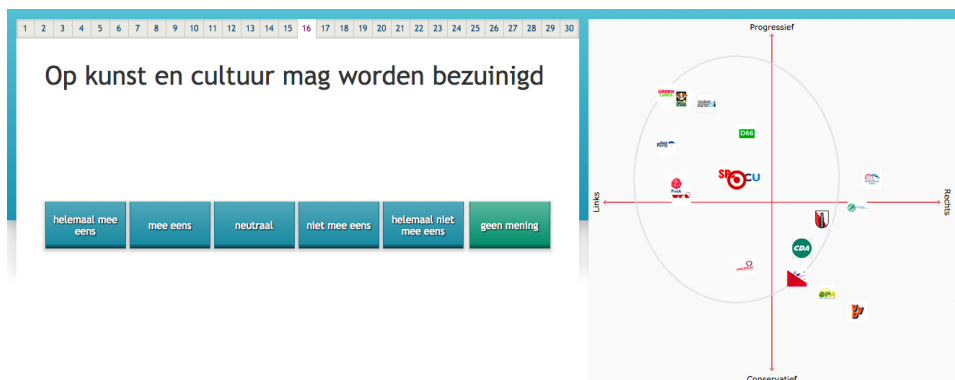 1 2 3 4 5 6 7 8 9 10 11 12 13 14 15 16 17 18 19 20 21 22 23 24 25 26 27 28 29 30
Op kunst en cultuur mag worden bezuinigd
helemaal mee
eens
mee eens
neutraal
niet mee eens
helemaal niet
mee eens
geen mening
Progressief
GROEN
LINKS
D66
SP
CU
PvdA
Links
Rechts
CDA
Conservatief